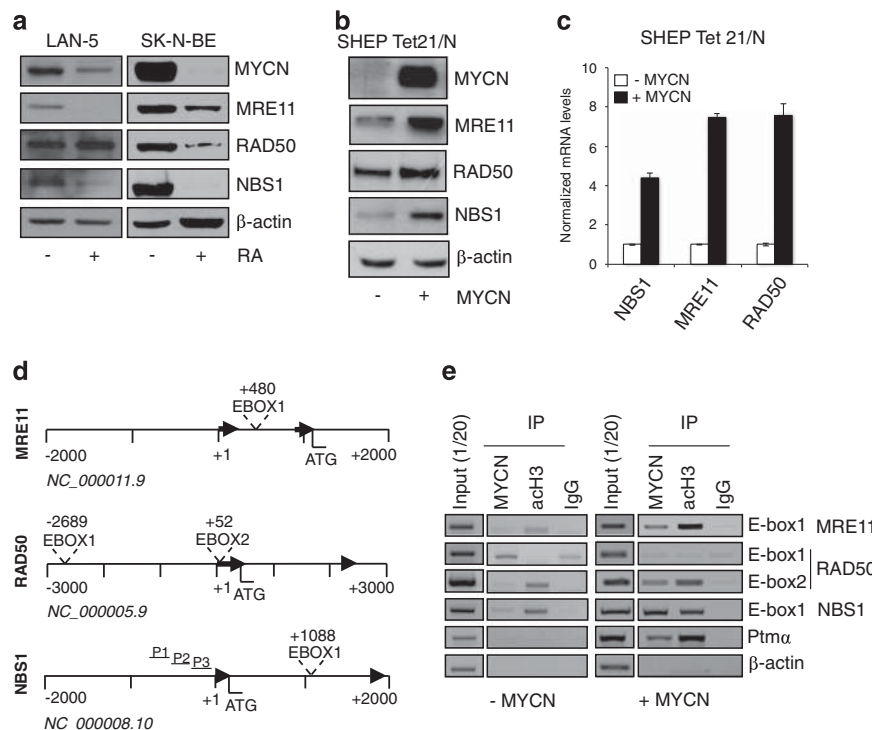 a
LAN-5 SK-N-BE
MYCN
MRE11
RAD50
NBS1
β-actin
- + - + RA
b
SHEP Tet21/N
MYCN
MRE11
RAD50
NBS1
β-actin
- + MYCN
c
SHEP Tet 21/N
- MYCN
+ MYCN
Normalized mRNA levels
10
8
6
4
2
0
NBS1 MRE11 RAD50
d
MRE11
+480
EBOX1
-2000 +1 ATG +2000
NC_000011.9
RAD50
-2689 +52
EBOX1 EBOX2
-3000 +1 ATG +3000
NC_000005.9
NBS1
P1 P2 P3
+1088
EBOX1
-2000 +1 ATG +2000
NC_000008.10
e
IP IP
Input (1/20) MYCN acH3 IgG Input (1/20) MYCN acH3 IgG
E-box1 MRE11
E-box1
RAD50
E-box2
E-box1 NBS1
Ptmα
β-actin
- MYCN + MYCN